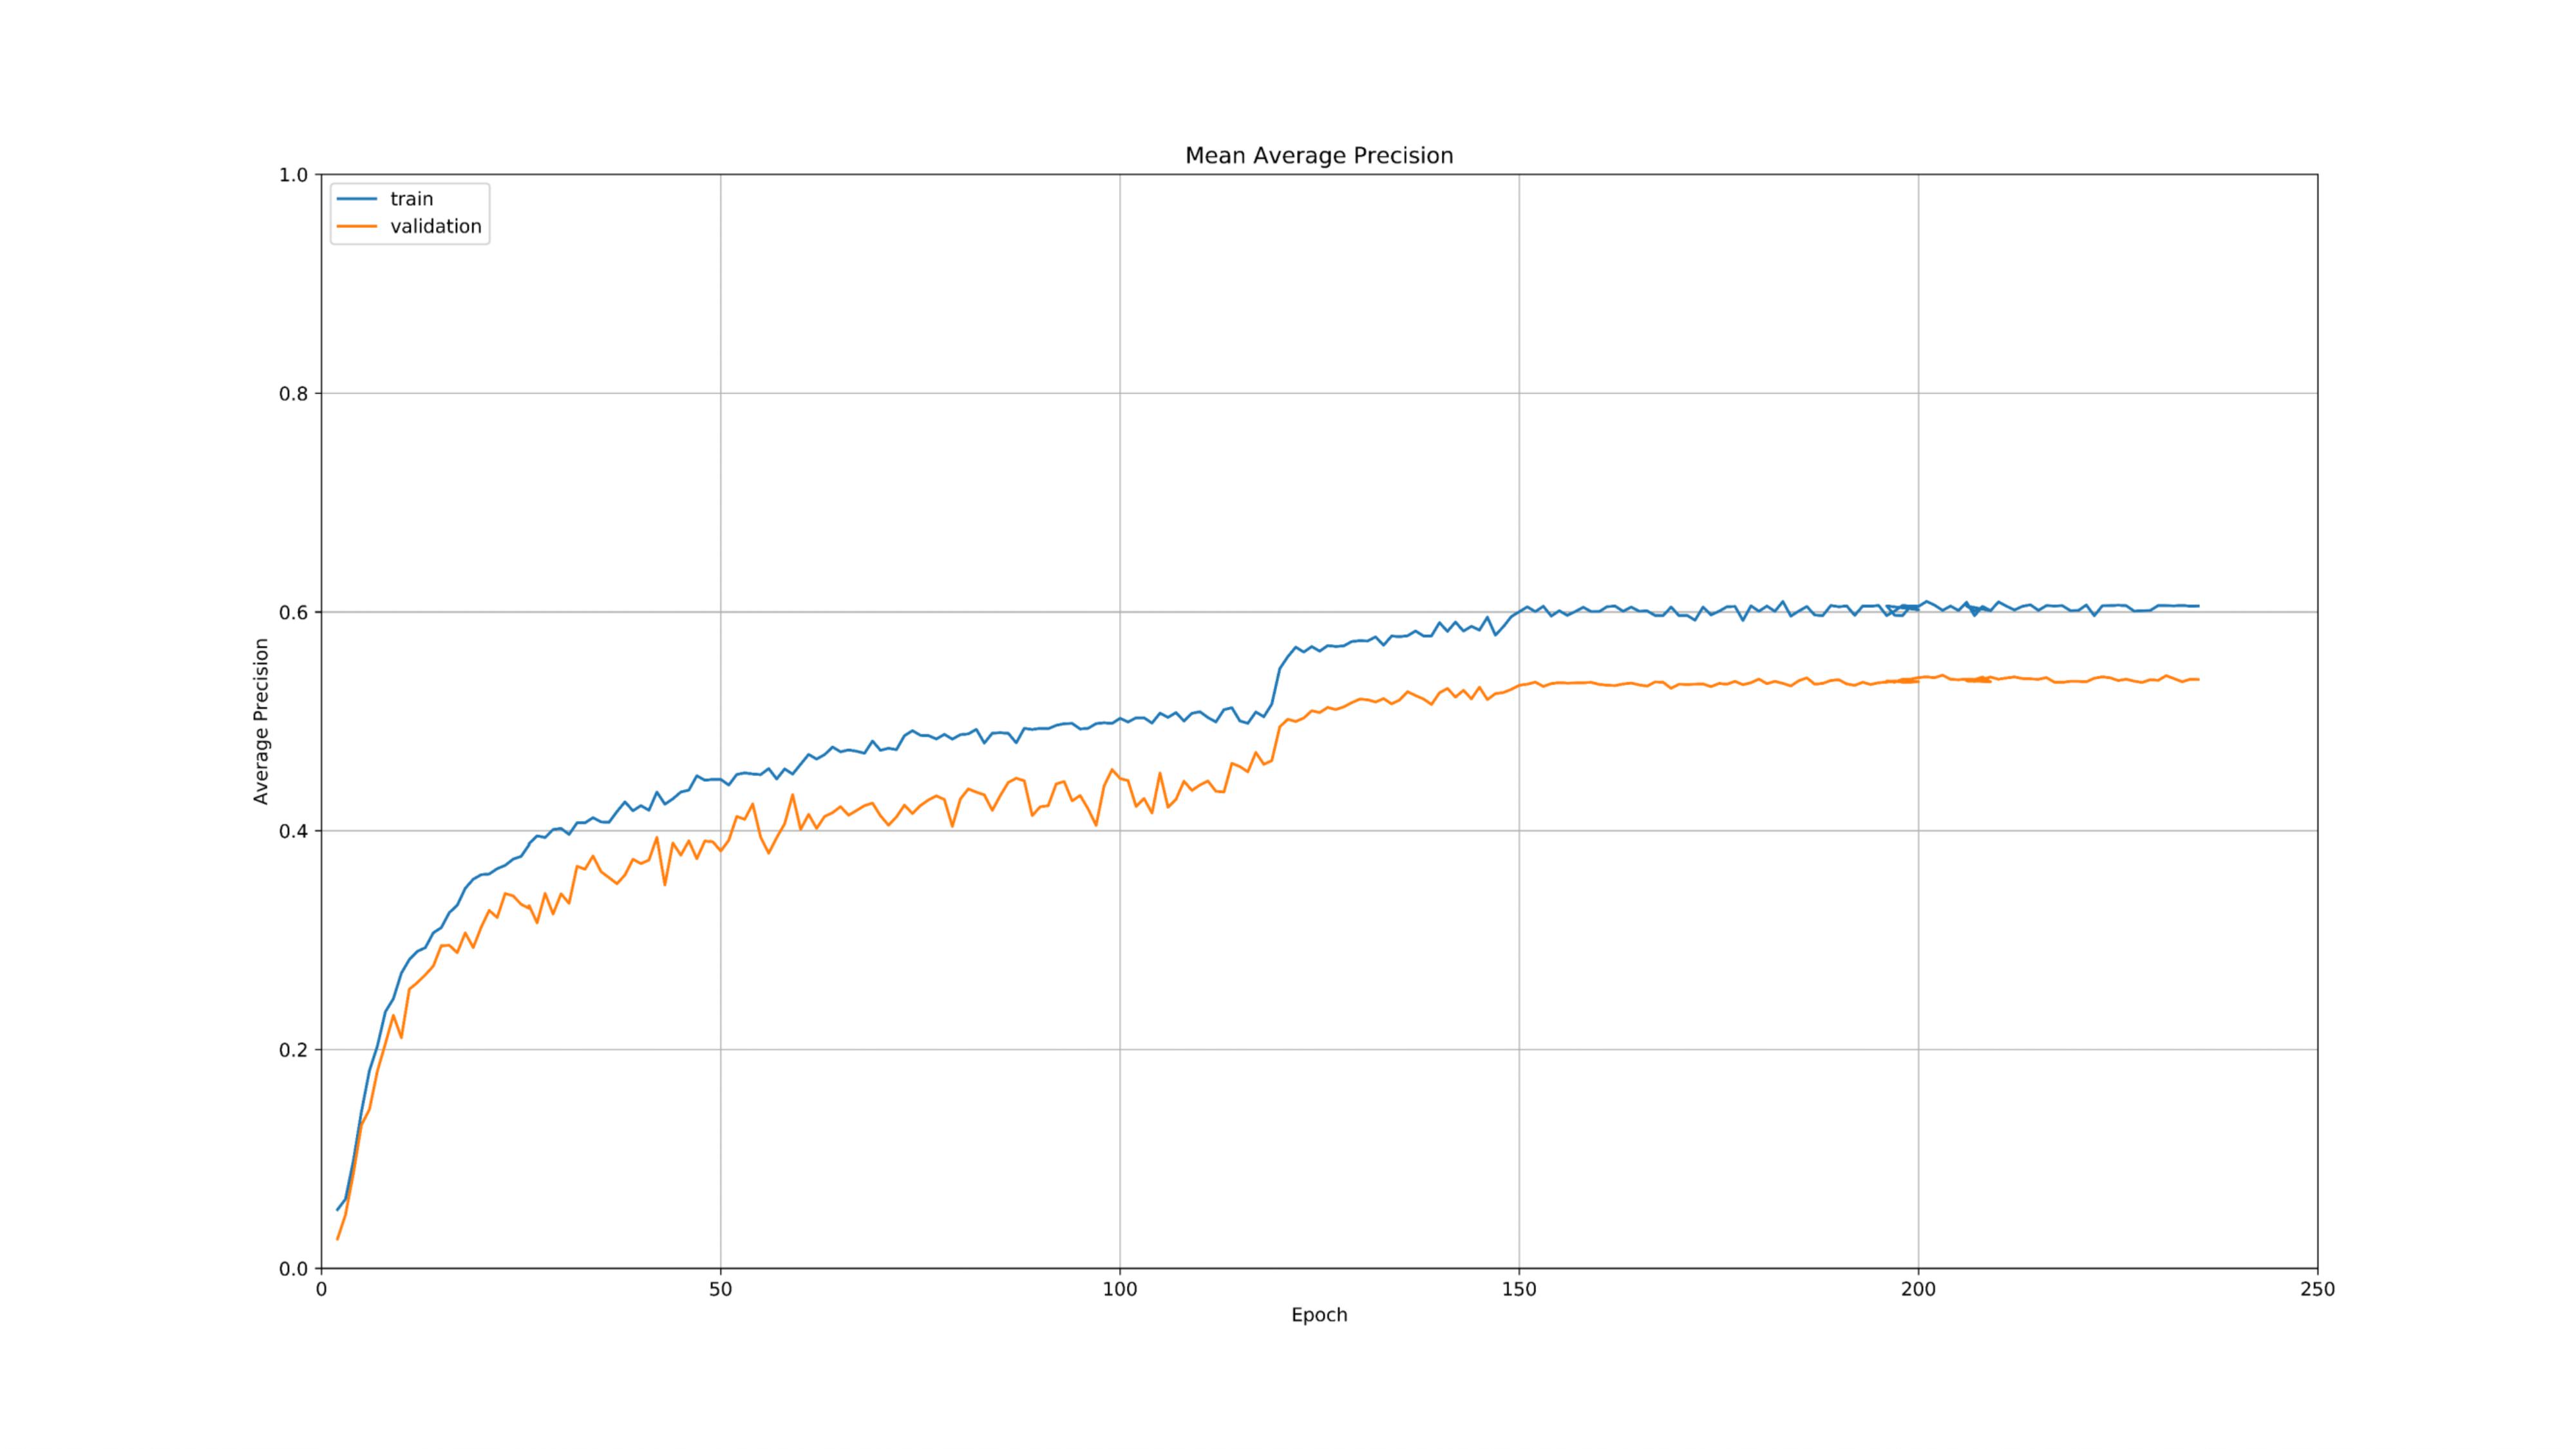 Mean Average Precision
1.0
train
validation
0.8
0.6
Average Precision
0.4
0.2
0.0
0 50 100 150 200 250
Epoch